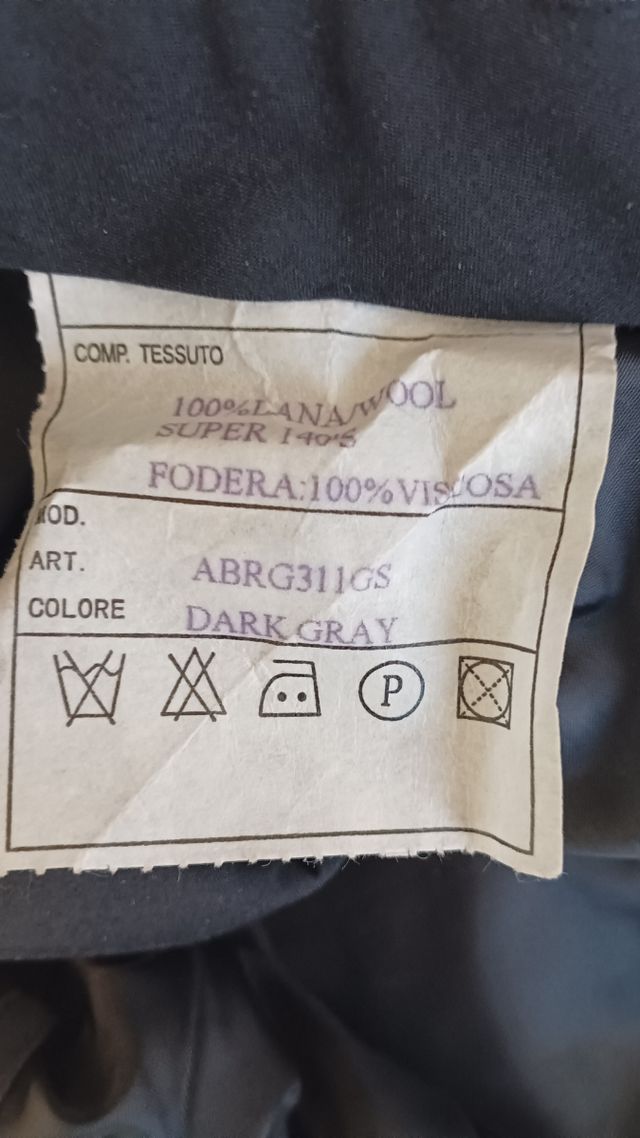 COMP. TESSUTO
100%LANA/WOOL
SUPER 140'S
FODERA:100%VISCOSA
MOD.
ART. ABRG311GS
COLORE DARK GRAY
P